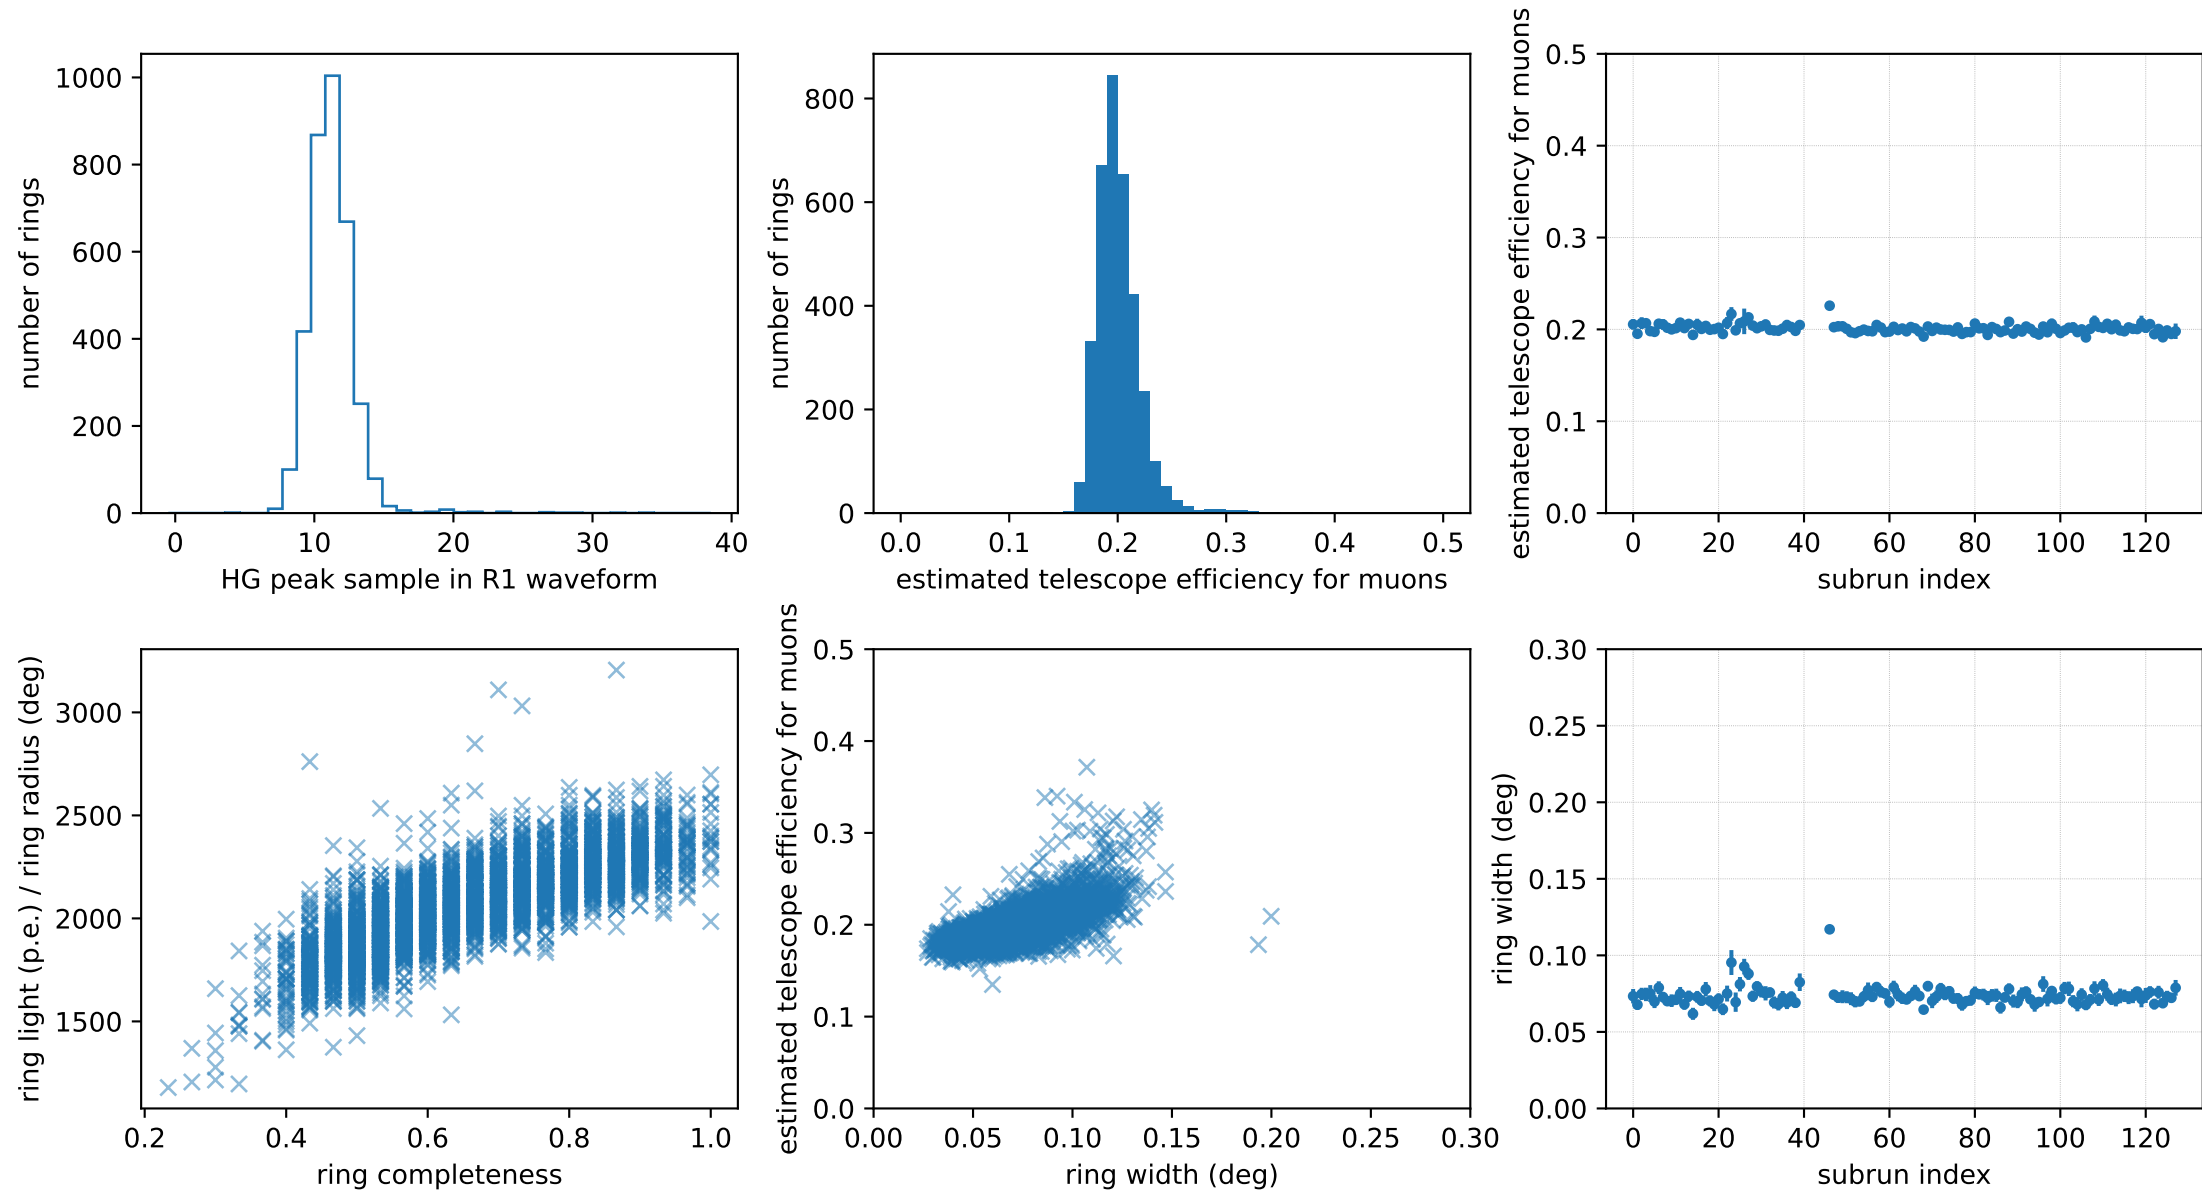 1000
800
600
400
200
0
number of rings
0 10 20 30 40
HG peak sample in R1 waveform
800
600
400
200
0
number of rings
0.0 0.1 0.2 0.3 0.4 0.5
estimated telescope efficiency for muons
0.5
0.4
0.3
0.2
0.1
0.0
estimated telescope efficiency for muons
0 20 40 60 80 100 120
subrun index
3000
2500
2000
1500
ring light (p.e.) / ring radius (deg)
0.2 0.4 0.6 0.8 1.0
ring completeness
0.5
0.4
0.3
0.2
0.1
0.0
estimated telescope efficiency for muons
0.00 0.05 0.10 0.15 0.20 0.25 0.30
ring width (deg)
0.30
0.25
0.20
0.15
0.10
0.05
0.00
ring width (deg)
0 20 40 60 80 100 120
subrun index